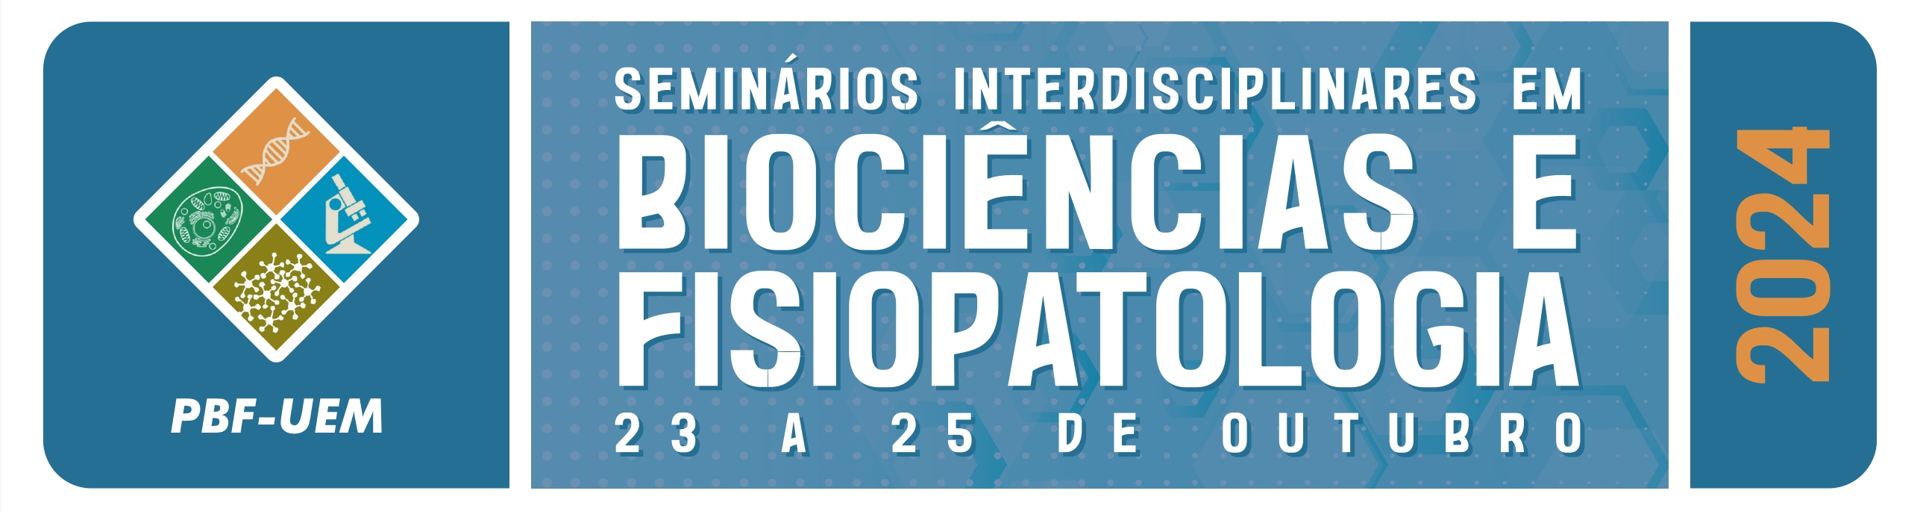 PBF-UEM
SEMINÁRIOS INTERDISCIPLINARES EM
BIOCIÊNCIAS E
FISIOPATOLOGIA
23 A 25 DE OUTUBRO
2024